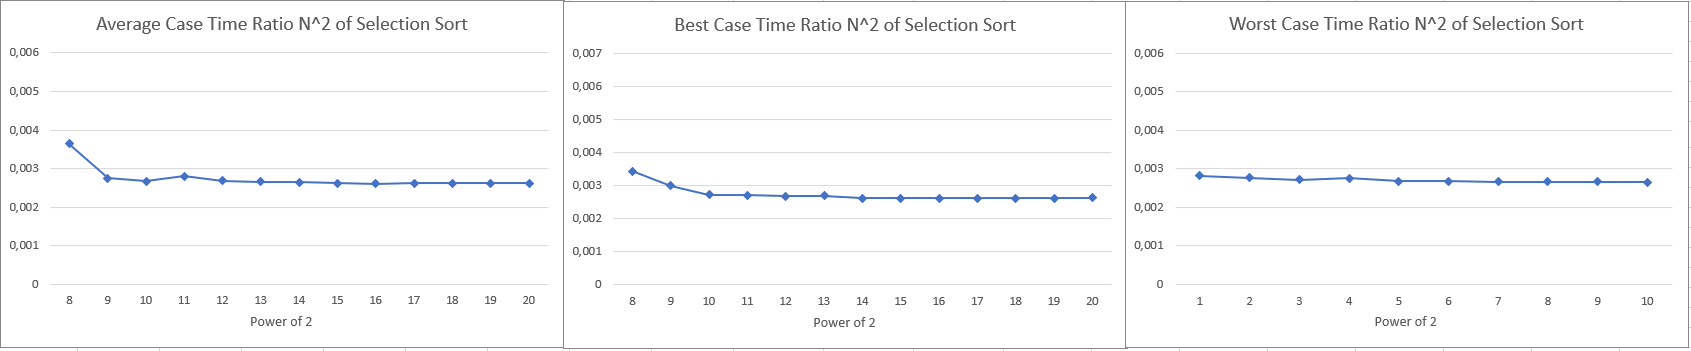 Average Case Time Ratio N^2 of Selection Sort
0,006
0,005
0,004
0,003
0,002
0,001
0
8 9 10 11 12 13 14 15 16 17 18 19 20
Power of 2
Best Case Time Ratio N^2 of Selection Sort
0,007
0,006
0,005
0,004
0,003
0,002
0,001
0
8 9 10 11 12 13 14 15 16 17 18 19 20
Power of 2
Worst Case Time Ratio N^2 of Selection Sort
0,006
0,005
0,004
0,003
0,002
0,001
0
1 2 3 4 5 6 7 8 9 10
Power of 2